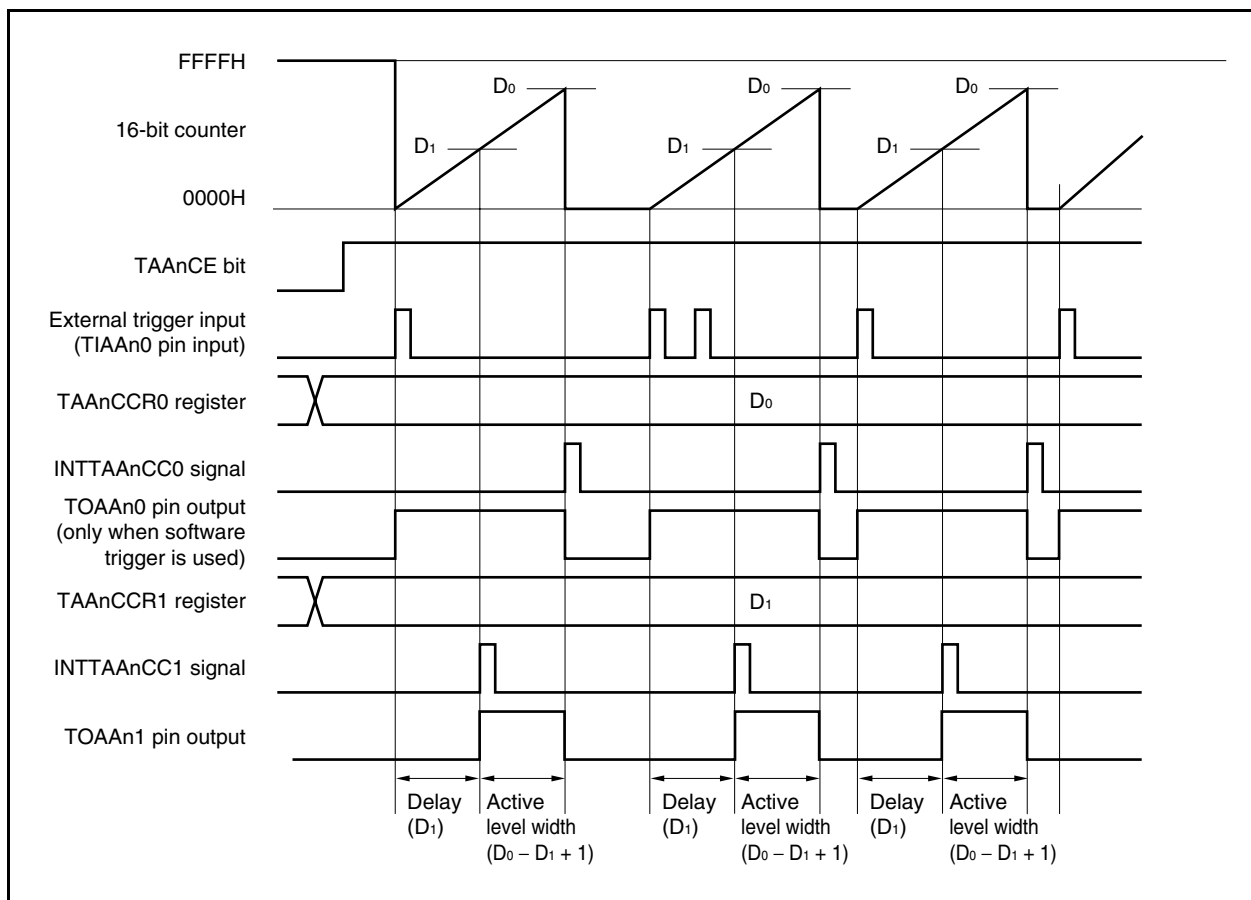 FFFFH
D₀ D₀ D₀
16-bit counter
D₁ D₁ D₁
0000H
TAAnCE bit
External trigger input
(TIAAn0 pin input)
TAAnCCR0 register
D₀
INTTAAnCC0 signal
TOAAn0 pin output
(only when software
trigger is used)
TAAnCCR1 register
D₁
INTTAAnCC1 signal
TOAAn1 pin output
Delay
(D₁)
Active
level width
(D₀ – D₁ + 1)
Delay
(D₁)
Active
level width
(D₀ – D₁ + 1)
Delay
(D₁)
Active
level width
(D₀ – D₁ + 1)